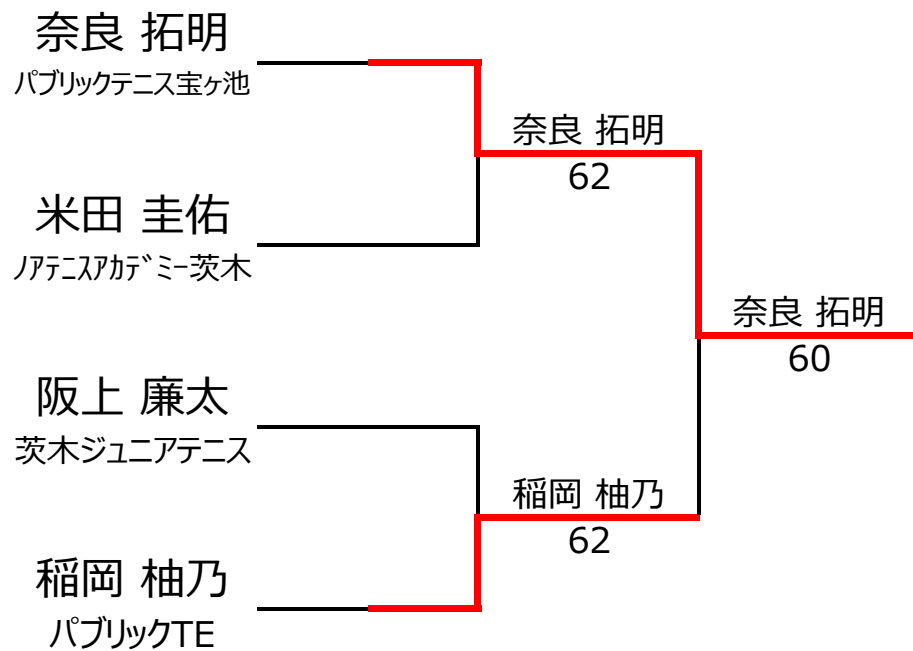 奈良 拓明
パブリックテニス宝ヶ池
奈良 拓明
62
米田 圭佑
ﾉｱﾃﾆｽｱｶﾃﾞﾐｰ茨木
奈良 拓明
60
阪上 廉太
茨木ジュニアテニス
稲岡 柚乃
62
稲岡 柚乃
パブリックTE